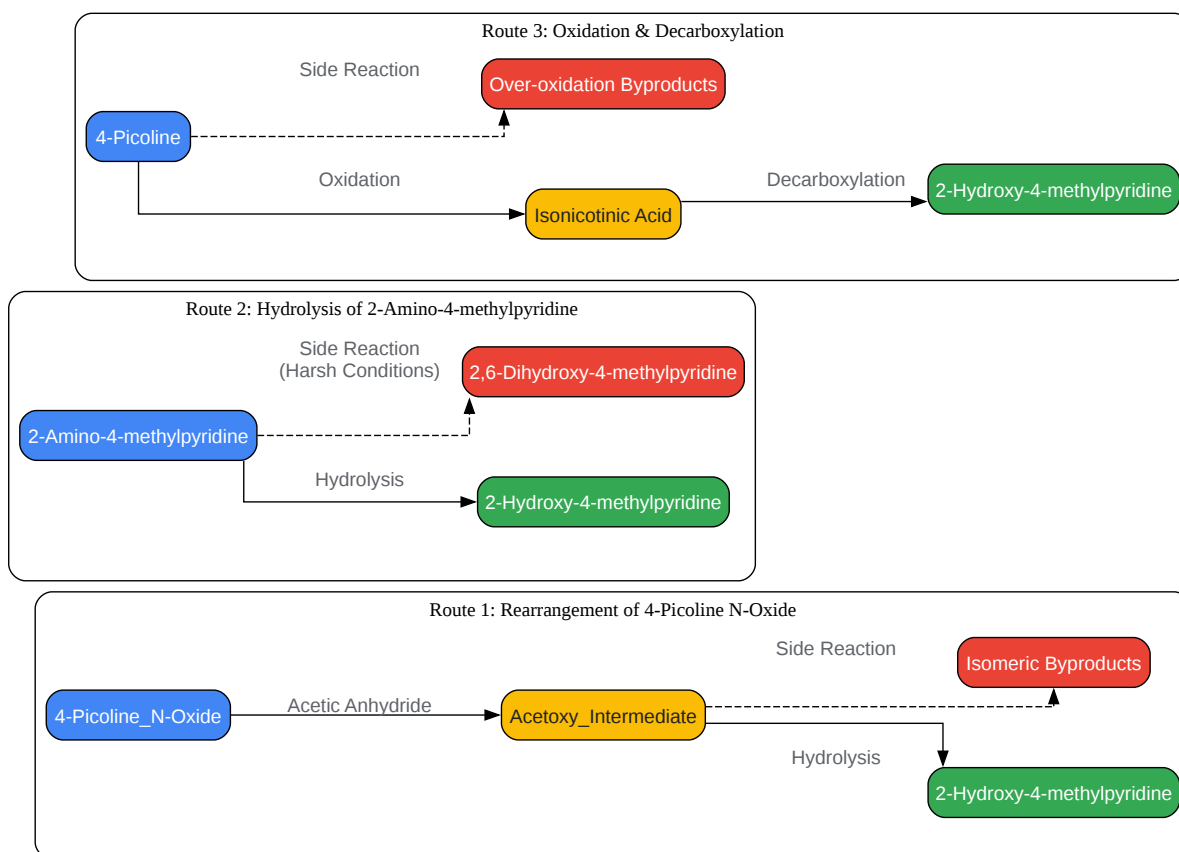 Route 3: Oxidation & Decarboxylation
Side Reaction
Over-oxidation Byproducts
4-Picoline
Oxidation
Decarboxylation
2-Hydroxy-4-methylpyridine
Isonicotinic Acid
Route 2: Hydrolysis of 2-Amino-4-methylpyridine
Side Reaction
(Harsh Conditions)
2,6-Dihydroxy-4-methylpyridine
2-Amino-4-methylpyridine
Hydrolysis
2-Hydroxy-4-methylpyridine
Route 1: Rearrangement of 4-Picoline N-Oxide
Side Reaction
Isomeric Byproducts
4-Picoline_N-Oxide
Acetic Anhydride
Acetoxy_Intermediate
Hydrolysis
2-Hydroxy-4-methylpyridine